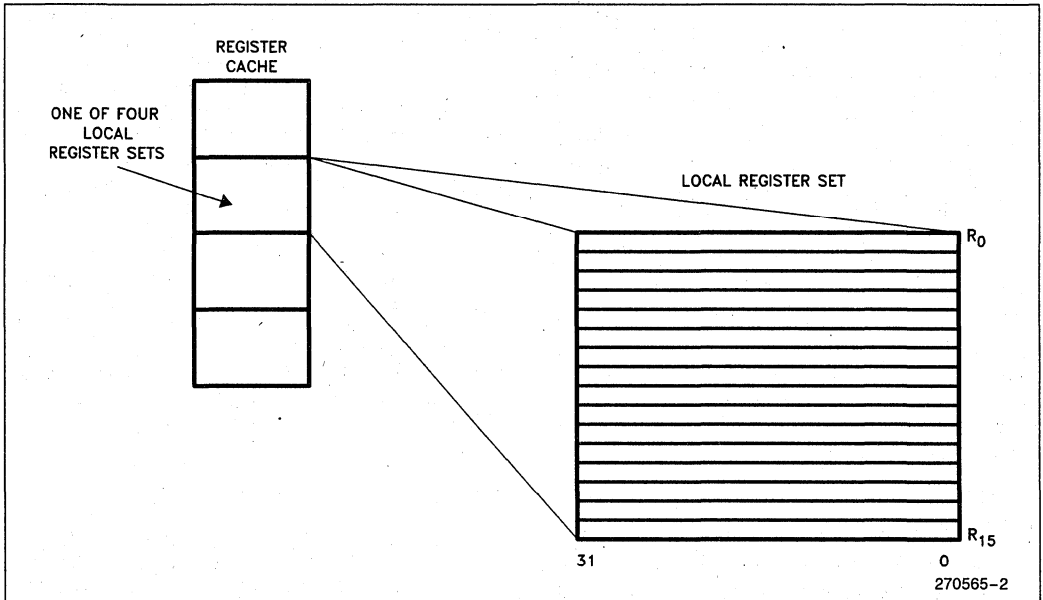 REGISTER
CACHE
ONE OF FOUR
LOCAL
REGISTER SETS
LOCAL REGISTER SET
R0
R15
31 0
270565-2